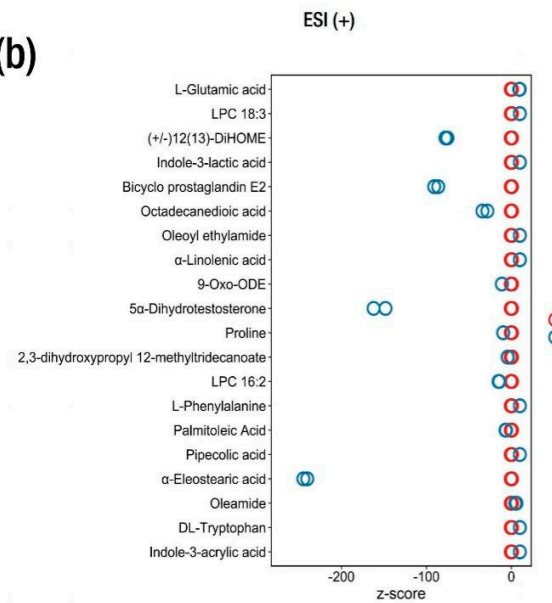 ESI (+)
(b)
L-Glutamic acid
LPC 18:3
(+/-)12(13)-DiHOME
Indole-3-lactic acid
Bicyclo prostaglandin E2
Octadecanedioic acid
Oleoyl ethylamide
α-Linolenic acid
9-Oxo-ODE
5α-Dihydrotestosterone
Proline
2,3-dihydroxypropyl 12-methyltridecanoate
LPC 16:2
L-Phenylalanine
Palmitoleic Acid
Pipecolic acid
α-Eleostearic acid
Oleamide
DL-Tryptophan
Indole-3-acrylic acid
-200 -100 0
z-score